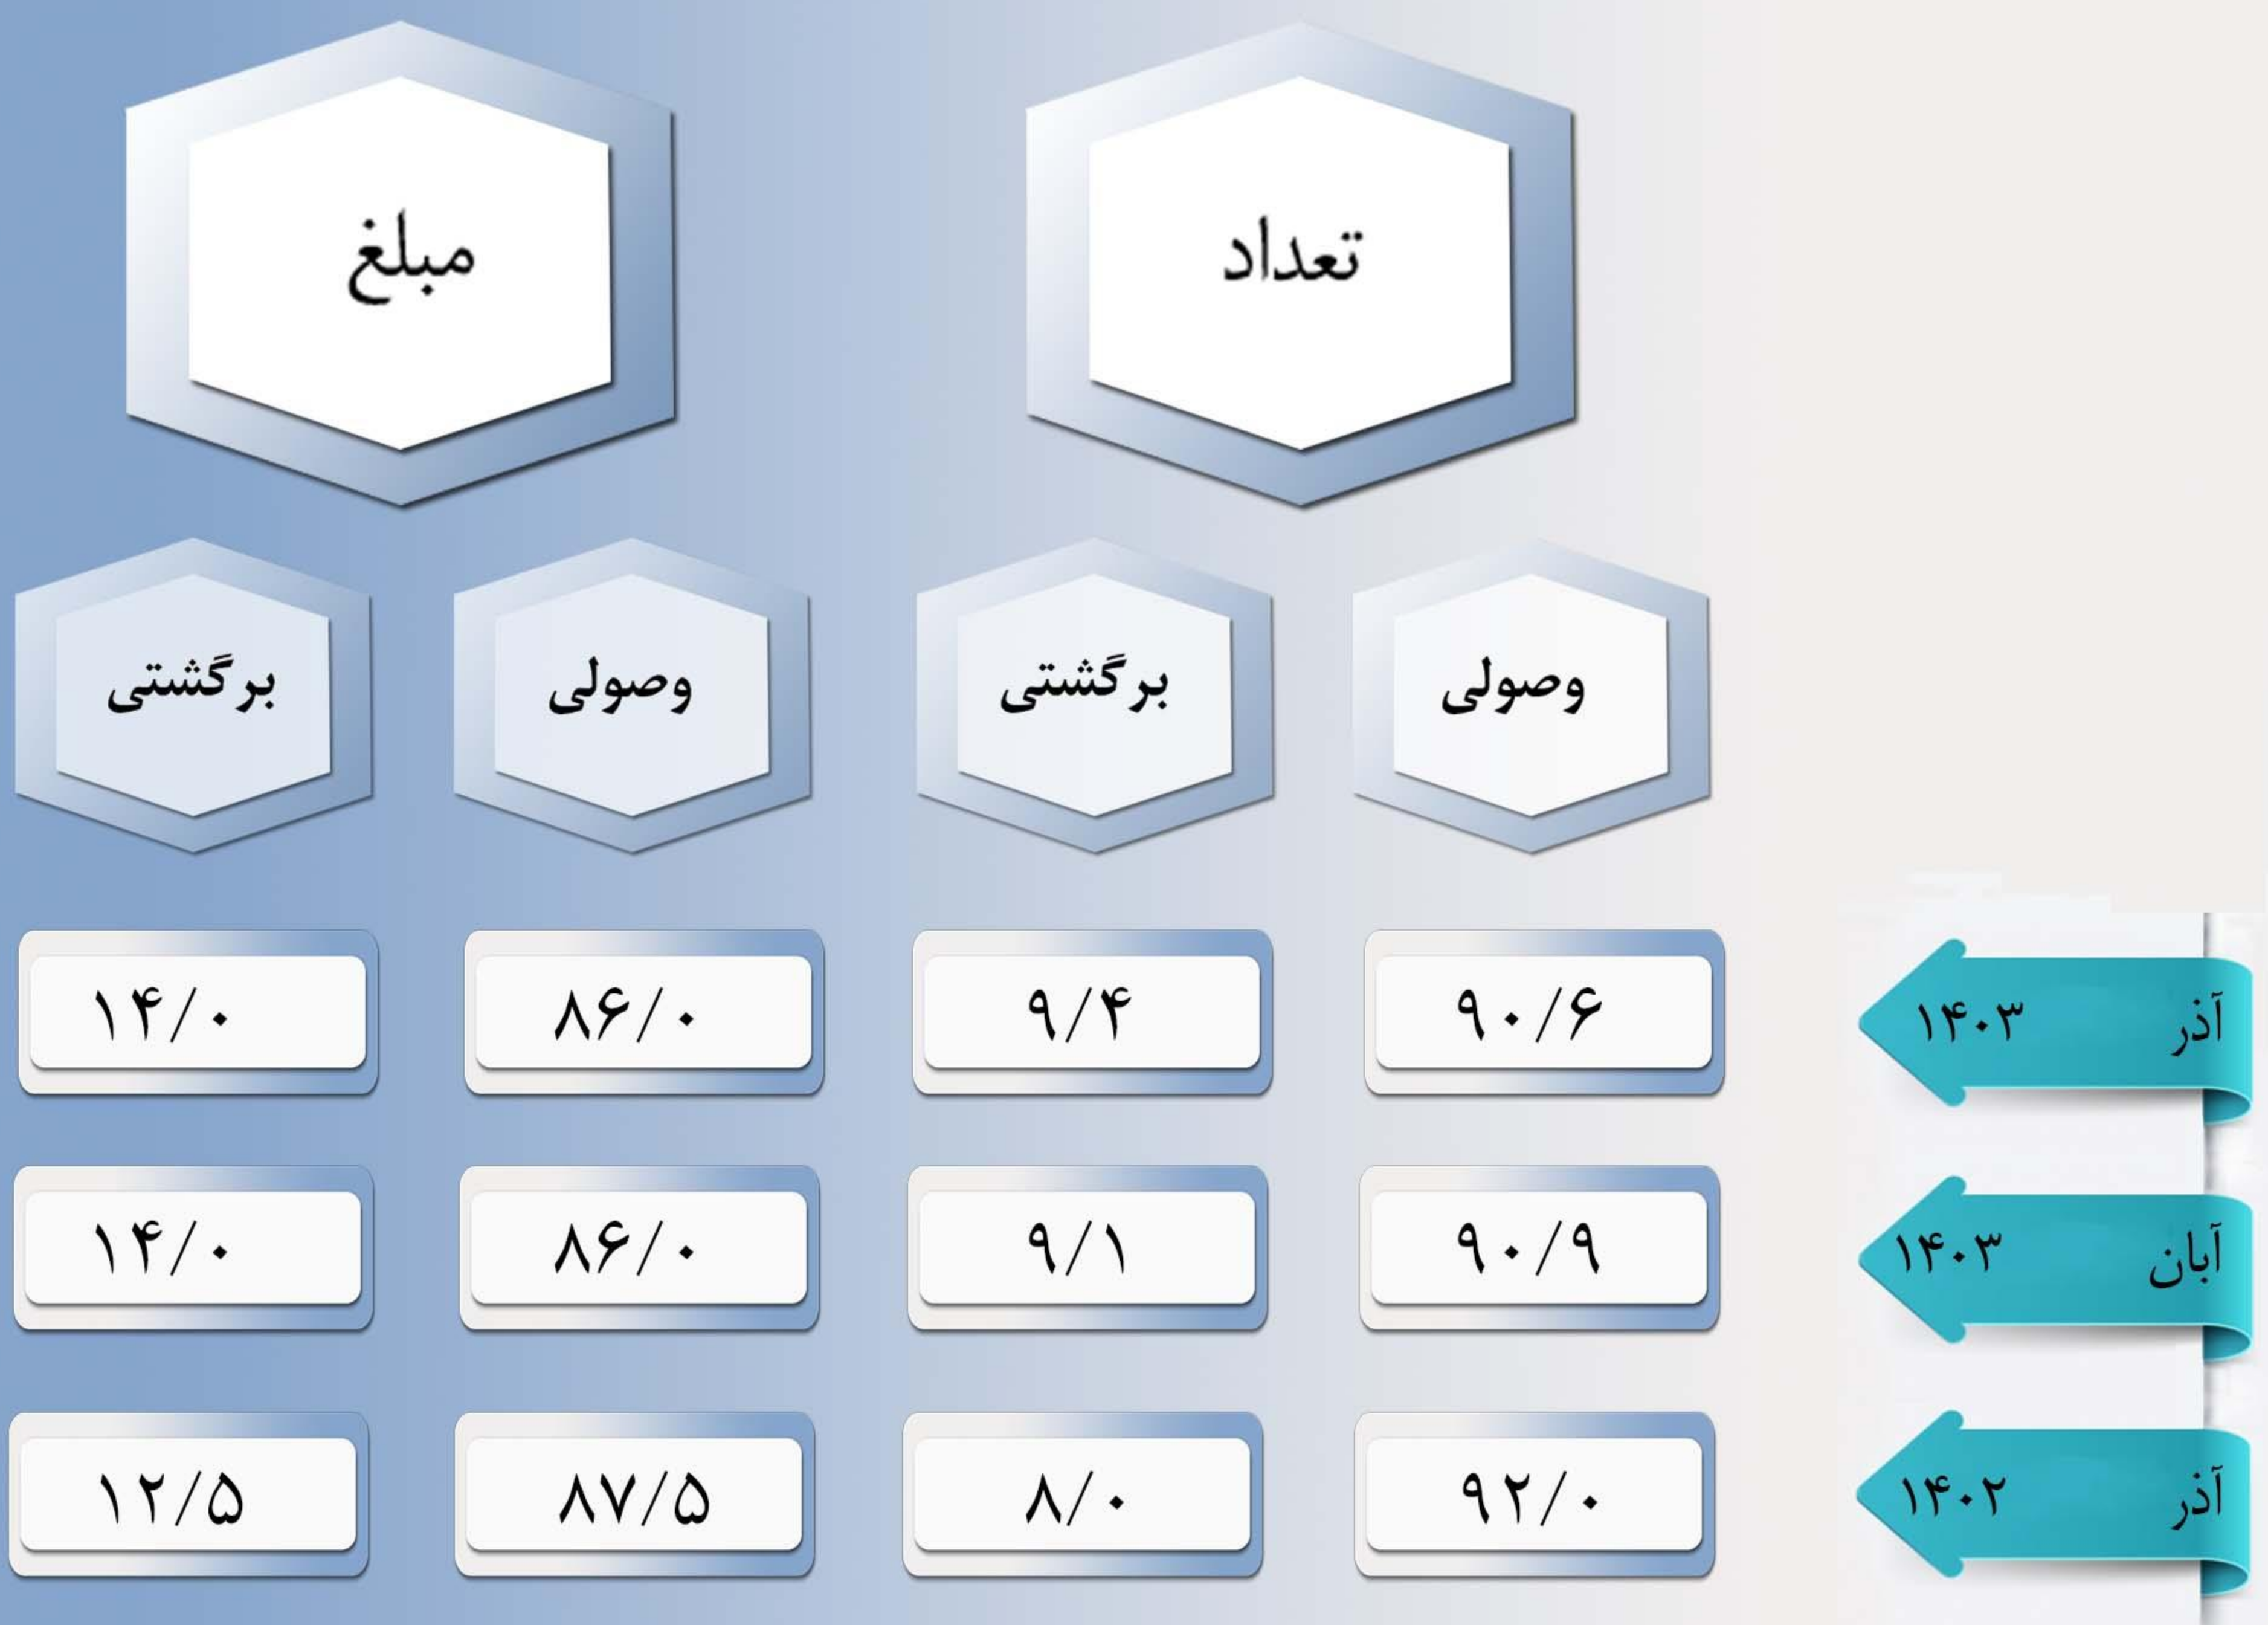 تعداد مبلغ
وصولی برگشتی وصولی برگشتی
آذر ۱۴۰۳ ۹۰/۶ ۹/۴ ۸۶/۰ ۱۴/۰
آبان ۱۴۰۳ ۹۰/۹ ۹/۱ ۸۶/۰ ۱۴/۰
آذر ۱۴۰۲ ۹۲/۰ ۸/۰ ۸۷/۵ ۱۲/۵